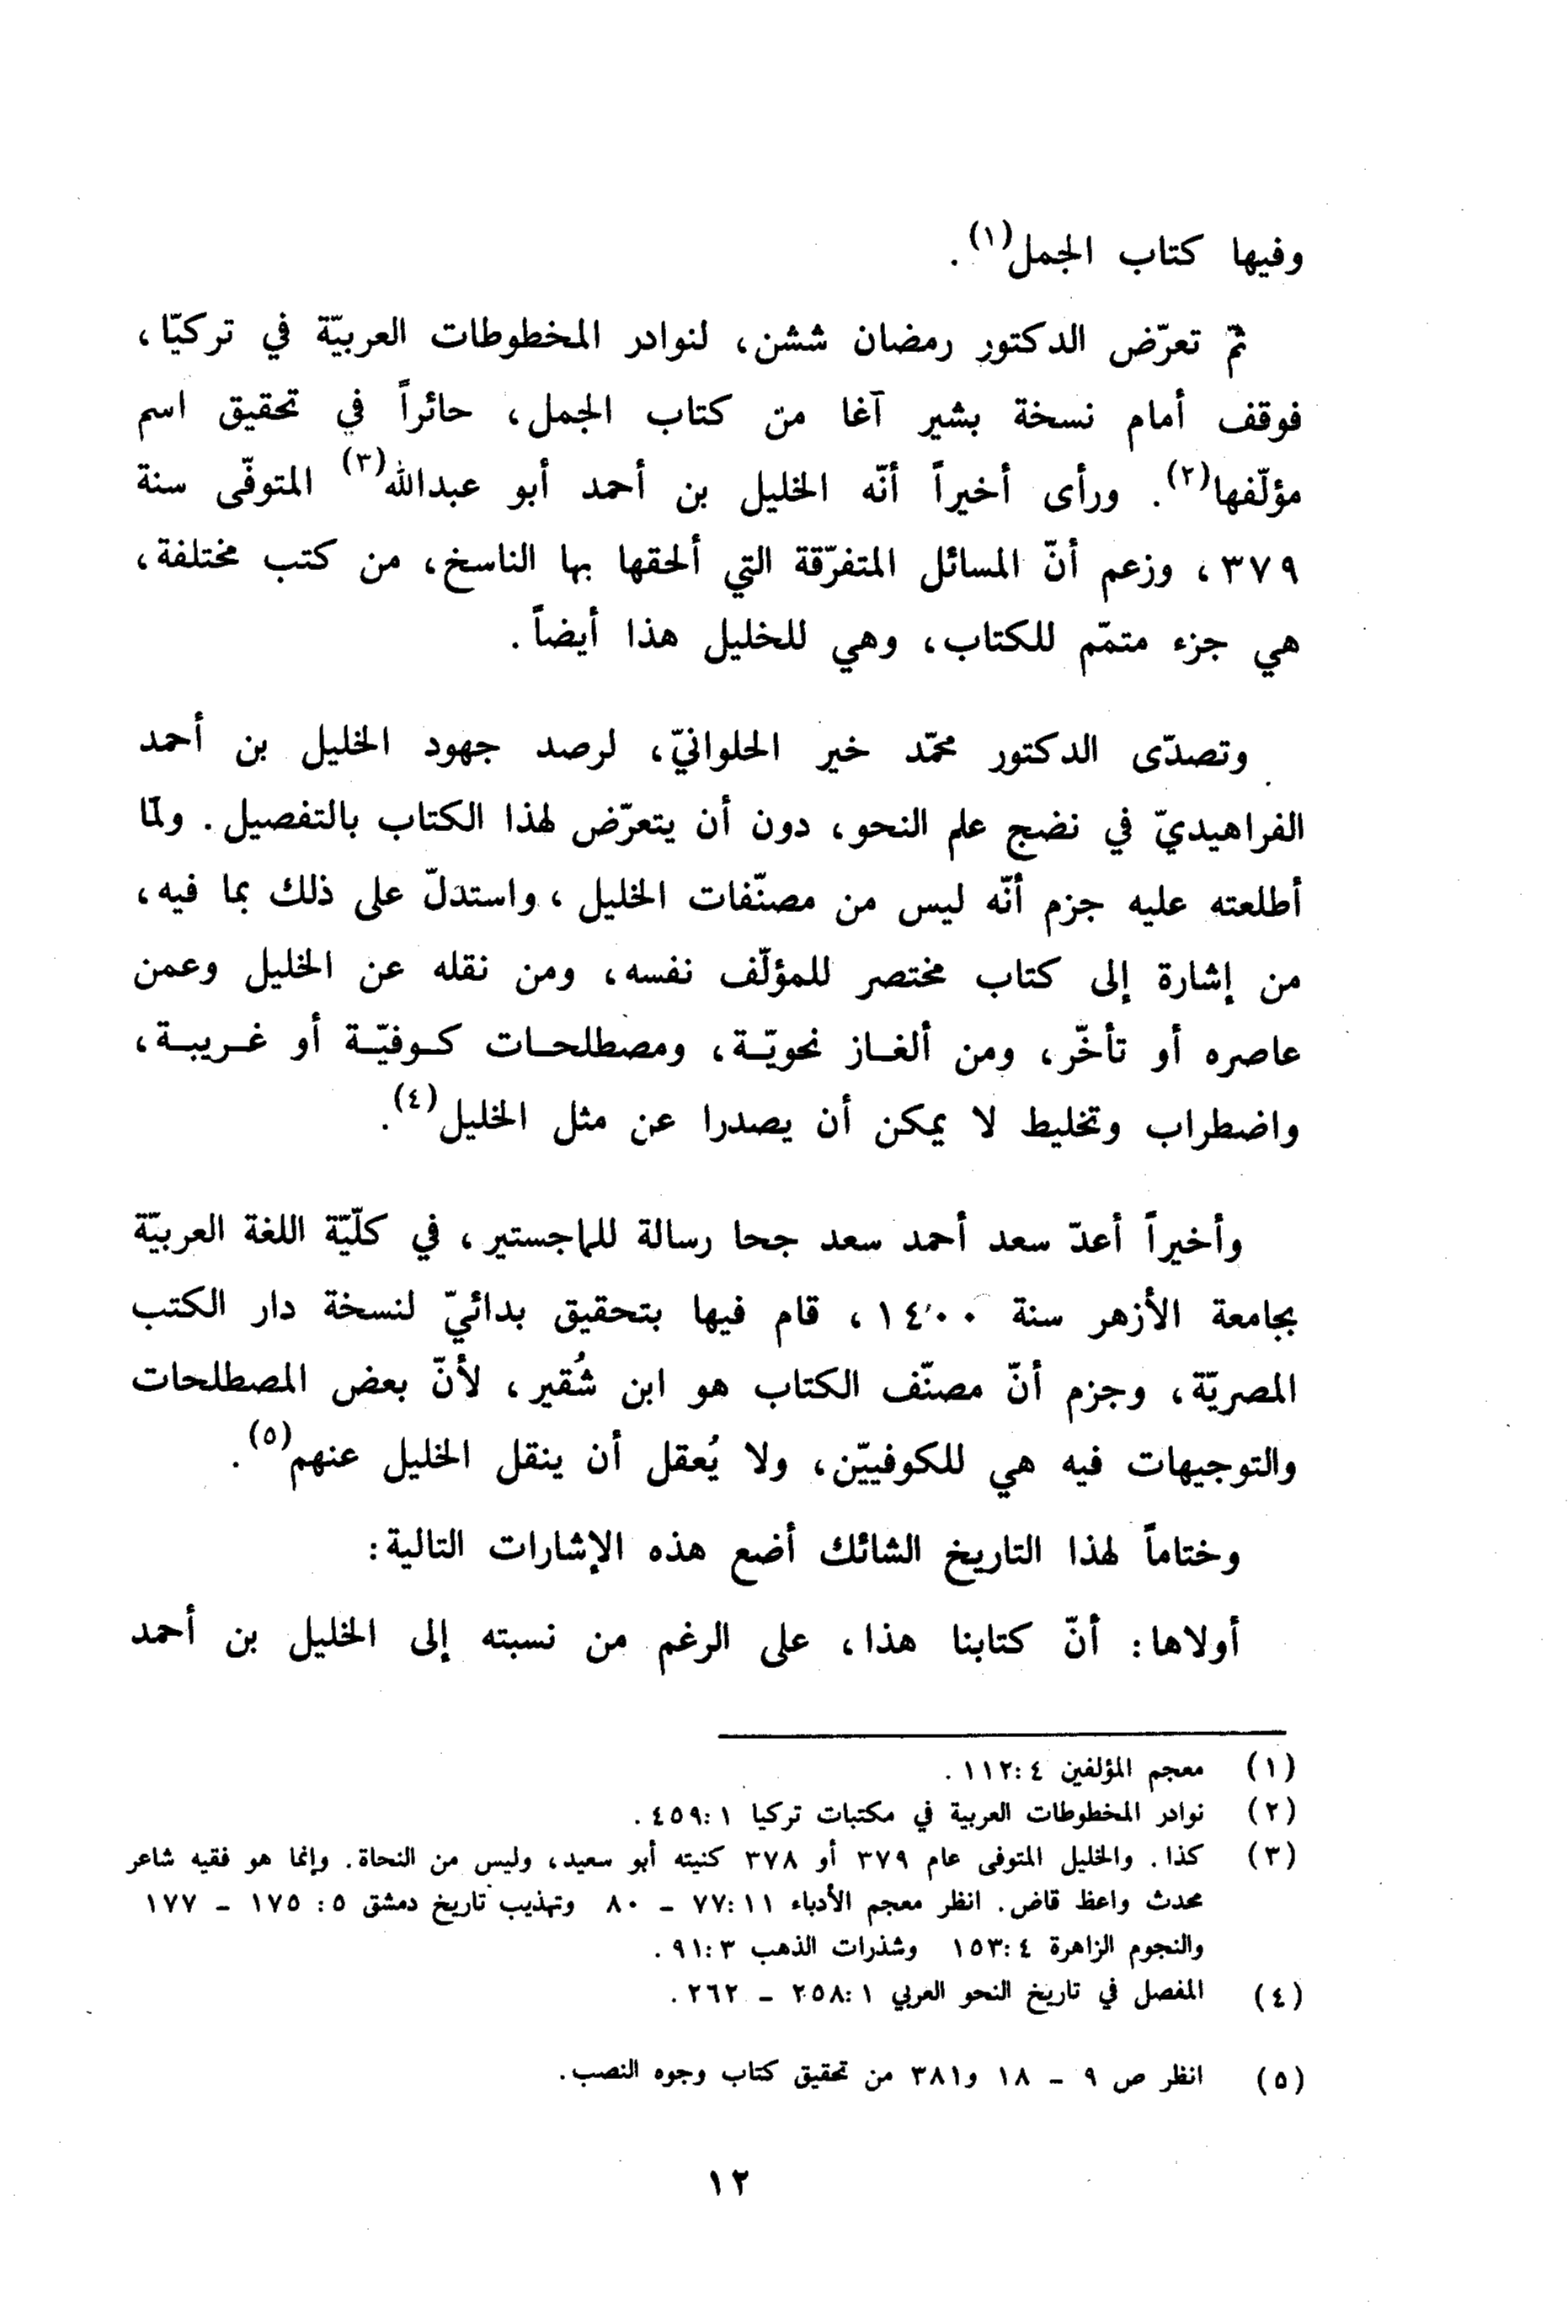 وفيها كتاب الجمل(١).
ثمّ تعرّض الدكتور رمضان ششن، لنوادر المخطوطات العربيّة في تركيّا،
فوقف أمام نسخة بشير آغا من كتاب الجمل، حائراً في تحقيق اسم
مؤلّفها(٢). ورأى أخيراً أنّه الخليل بن أحمد أبو عبدالله(٣) المتوفّى سنة
٣٧٩، وزعم أنّ المسائل المتفرّقة التي ألحقها بها الناسخ، من كتب مختلفة،
هي جزء متمّم للكتاب، وهي للخليل هذا أيضاً.
وتصدّى الدكتور محمّد خير الحلوانيّ، لرصد جهود الخليل بن أحمد
الفراهيديّ في نضج علم النحو، دون أن يتعرّض لهذا الكتاب بالتفصيل. ولمّا
أطلعته عليه جزم أنّه ليس من مصنّفات الخليل، واستدلّ على ذلك بما فيه،
من إشارة إلى كتاب مختصر للمؤلّف نفسه، ومن نقله عن الخليل وعمن
عاصره أو تأخّر، ومن ألغـاز نحويّـة، ومصطلحـات كـوفيّـة أو غـريبـة،
واضطراب وتخليط لا يمكن أن يصدرا عن مثل الخليل(٤).
وأخيراً أعدّ سعد أحمد سعد جحا رسالة للماجستير، في كلّيّة اللغة العربيّة
بجامعة الأزهر سنة ١٤٠٠، قام فيها بتحقيق بدائيّ لنسخة دار الكتب
المصريّة، وجزم أنّ مصنّف الكتاب هو ابن شُقير، لأنّ بعض المصطلحات
والتوجيهات فيه هي للكوفييّن، ولا يُعقل أن ينقل الخليل عنهم(٥).
وختاماً لهذا التاريخ الشائك أضع هذه الإشارات التالية:
أولاها: أنّ كتابنا هذا، على الرغم من نسبته إلى الخليل بن أحمد
(١) معجم المؤلفين ٤:١١٢.
(٢) نوادر المخطوطات العربية في مكتبات تركيا ١:٤٥٩.
(٣) كذا. والخليل المتوفى عام ٣٧٩ أو ٣٧٨ كنيته أبو سعيد، وليس من النحاة. وإنما هو فقيه شاعر
محدث واعظ قاض. انظر معجم الأدباء ١١:٧٧ - ٨٠ وتهذيب تاريخ دمشق ٥: ١٧٥ - ١٧٧
والنجوم الزاهرة ٤:١٥٣ وشذرات الذهب ٣:٩١.
(٤) المفصل في تاريخ النحو العربي ١:٢٥٨ - ٢٦٢.
(٥) انظر ص ٩ - ١٨ و٣٨١ من تحقيق كتاب وجوه النصب.
١٢